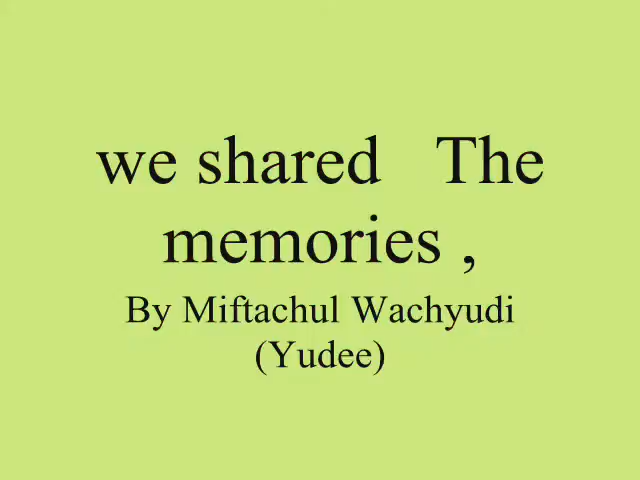 we shared   The
memories ,
By Miftachul Wachyudi
(Yudee)